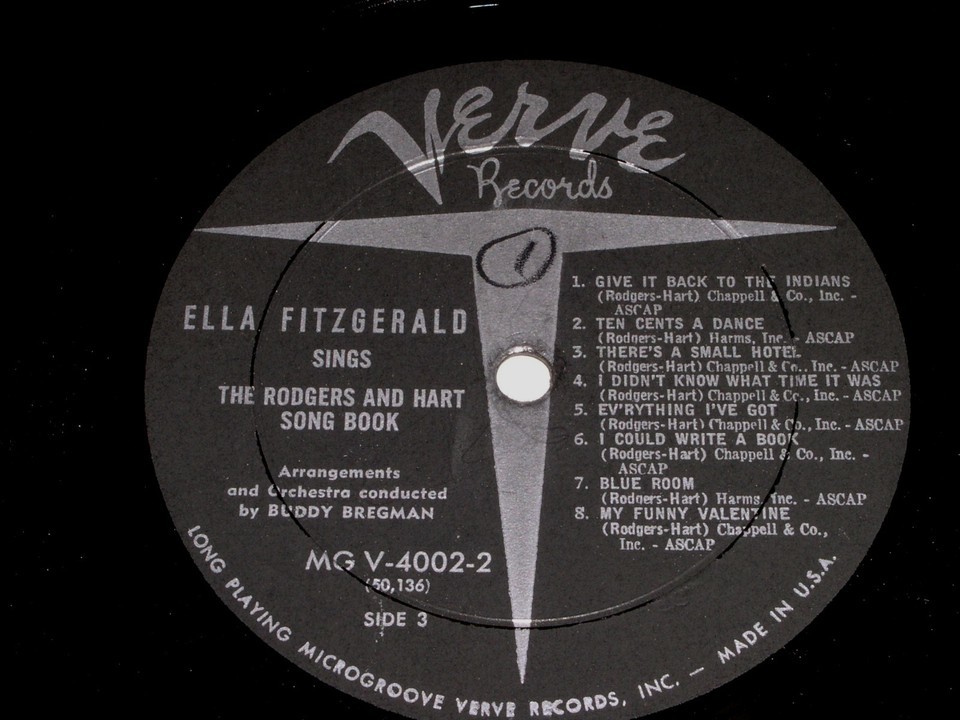 Verve
Records
1
ELLA FITZGERALD
SINGS
THE RODGERS AND HART
SONG BOOK
Arrangements
and Orchestra conducted
by BUDDY BREGMAN
MG V-4002-2
(50,136)
SIDE 3
1. GIVE IT BACK TO THE INDIANS
(Rodgers-Hart) Chappell & Co., Inc. -
ASCAP
2. TEN CENTS A DANCE
(Rodgers-Hart) Harms, Inc. - ASCAP
3. THERE'S A SMALL HOTEL
(Rodgers-Hart) Chappell & Co., Inc. - ASCAP
4. I DIDN'T KNOW WHAT TIME IT WAS
(Rodgers-Hart) Chappell & Co., Inc. - ASCAP
5. EV'RYTHING I'VE GOT
(Rodgers-Hart) Chappell & Co., Inc. - ASCAP
6. I COULD WRITE A BOOK
(Rodgers-Hart) Chappell & Co., Inc. -
ASCAP
7. BLUE ROOM
(Rodgers-Hart) Harms, Inc. - ASCAP
8. MY FUNNY VALENTINE
(Rodgers-Hart) Chappell & Co.,
Inc. - ASCAP
LONG PLAYING MICROGROOVE VERVE RECORDS, INC. — MADE IN U.S.A.